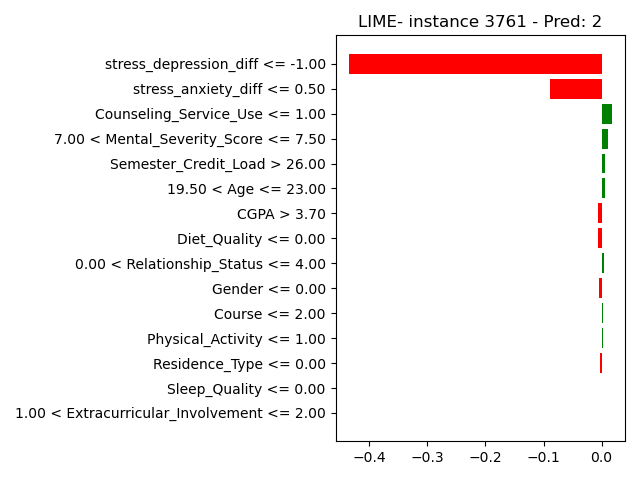 LIME- instance 3761 - Pred: 2
stress_depression_diff <= -1.00
stress_anxiety_diff <= 0.50
Counseling_Service_Use <= 1.00
7.00 < Mental_Severity_Score <= 7.50
Semester_Credit_Load > 26.00
19.50 < Age <= 23.00
CGPA > 3.70
Diet_Quality <= 0.00
0.00 < Relationship_Status <= 4.00
Gender <= 0.00
Course <= 2.00
Physical_Activity <= 1.00
Residence_Type <= 0.00
Sleep_Quality <= 0.00
1.00 < Extracurricular_Involvement <= 2.00
−0.4 −0.3 −0.2 −0.1 0.0